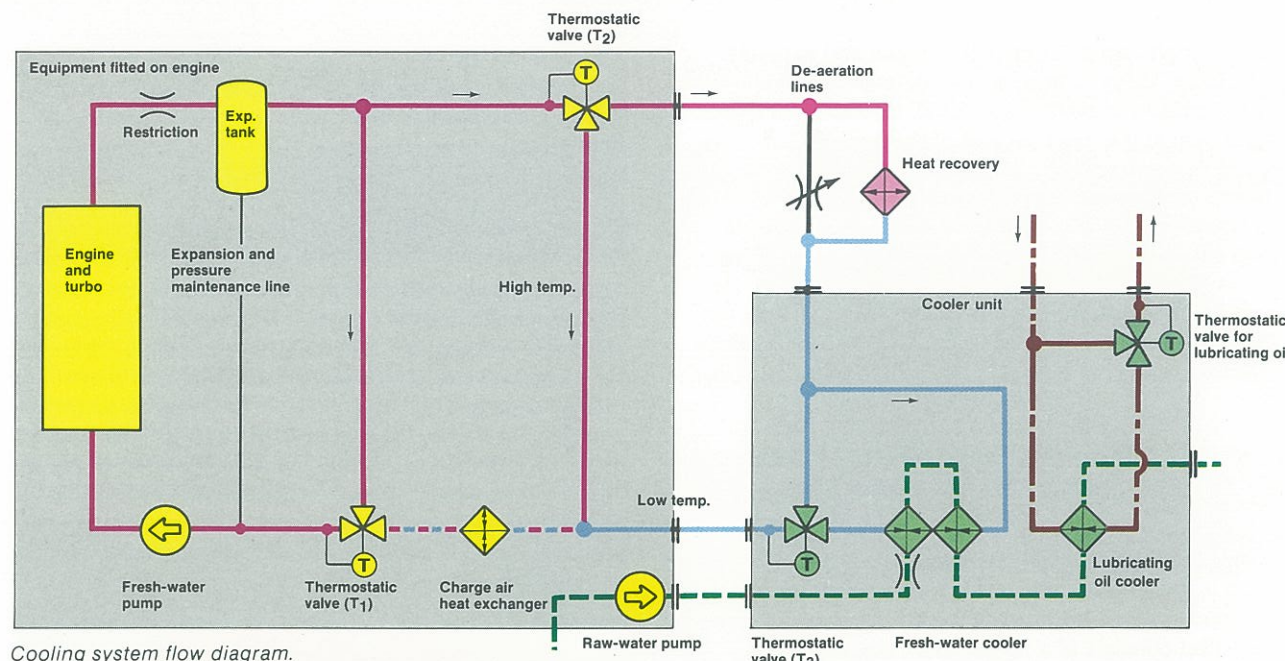 Thermostatic
valve (T2)
Equipment fitted on engine
De-aeration
lines
Exp.
tank
Restriction
Heat recovery
Engine
and
turbo
Expansion and
pressure
maintenance line
High temp.
Cooler unit
Thermostatic
valve for
lubricating oil
T
T
Low temp.
T
T
Fresh-water
pump
Thermostatic
valve (T1)
Charge air
heat exchanger
Lubricating
oil cooler
Raw-water pump
Thermostatic
Fresh-water cooler
Cooling system flow diagram.